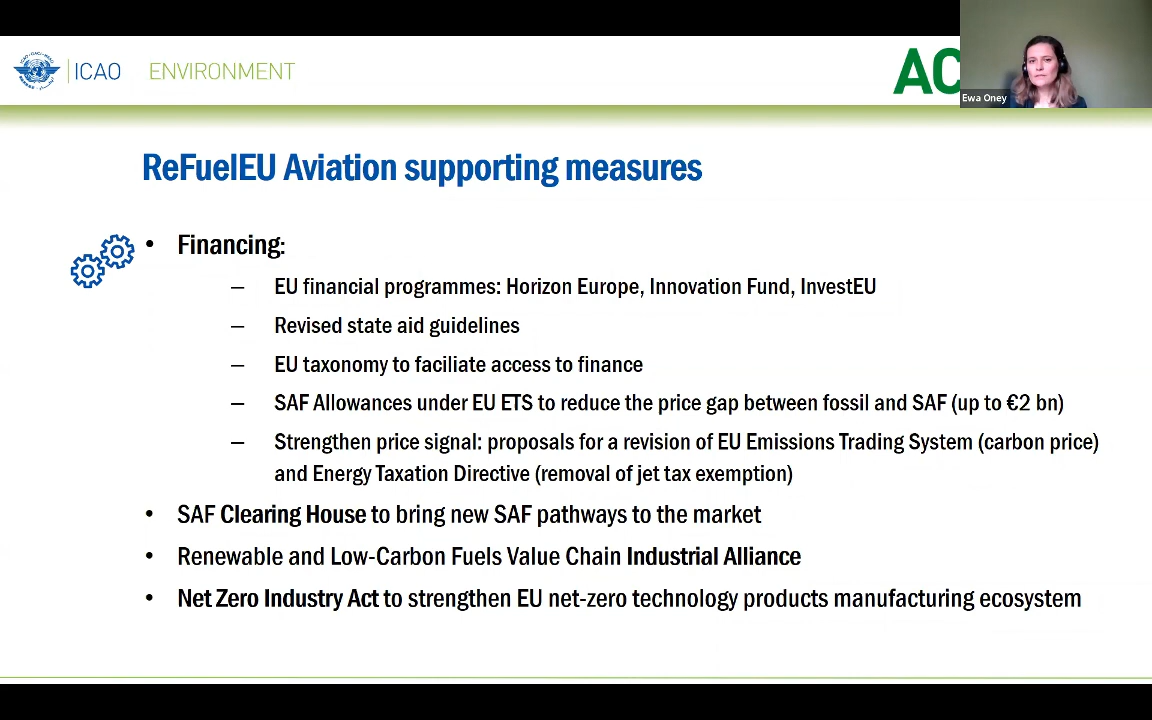 ICAO ENVIRONMENT
AC
Ewa Oney
ReFuelEU Aviation supporting measures
• Financing:
– EU financial programmes: Horizon Europe, Innovation Fund, InvestEU
– Revised state aid guidelines
– EU taxonomy to faciliate access to finance
– SAF Allowances under EU ETS to reduce the price gap between fossil and SAF (up to €2 bn)
– Strengthen price signal: proposals for a revision of EU Emissions Trading System (carbon price)
and Energy Taxation Directive (removal of jet tax exemption)
• SAF Clearing House to bring new SAF pathways to the market
• Renewable and Low-Carbon Fuels Value Chain Industrial Alliance
• Net Zero Industry Act to strengthen EU net-zero technology products manufacturing ecosystem